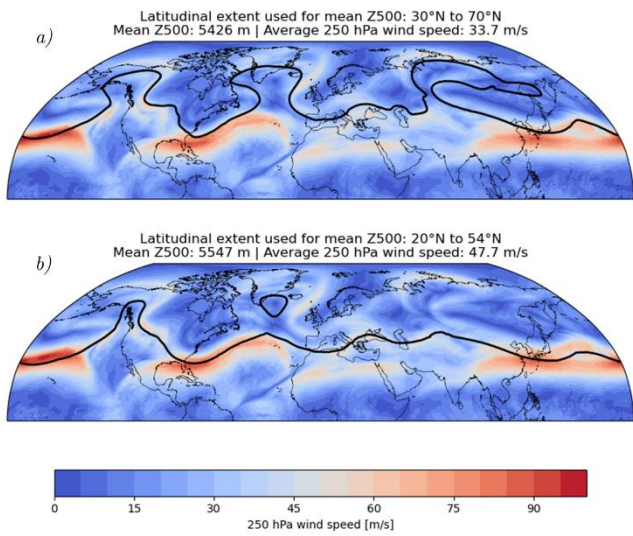 Latitudinal extent used for mean Z500: 30°N to 70°N
a) Mean Z500: 5426 m | Average 250 hPa wind speed: 33.7 m/s
Latitudinal extent used for mean Z500: 20°N to 54°N
b) Mean Z500: 5547 m | Average 250 hPa wind speed: 47.7 m/s
0 15 30 45 60 75 90
250 hPa wind speed [m/s]